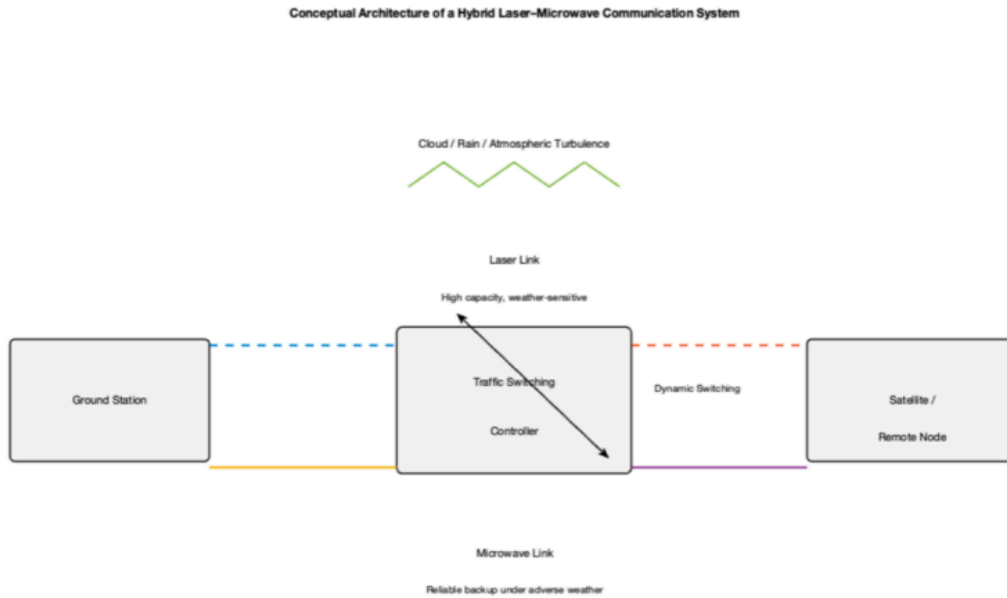 Conceptual Architecture of a Hybrid Laser–Microwave Communication System
Cloud / Rain / Atmospheric Turbulence
Laser Link
High capacity, weather-sensitive
Ground Station
Traffic Switching
Controller
Dynamic Switching
Satellite /
Remote Node
Microwave Link
Reliable backup under adverse weather